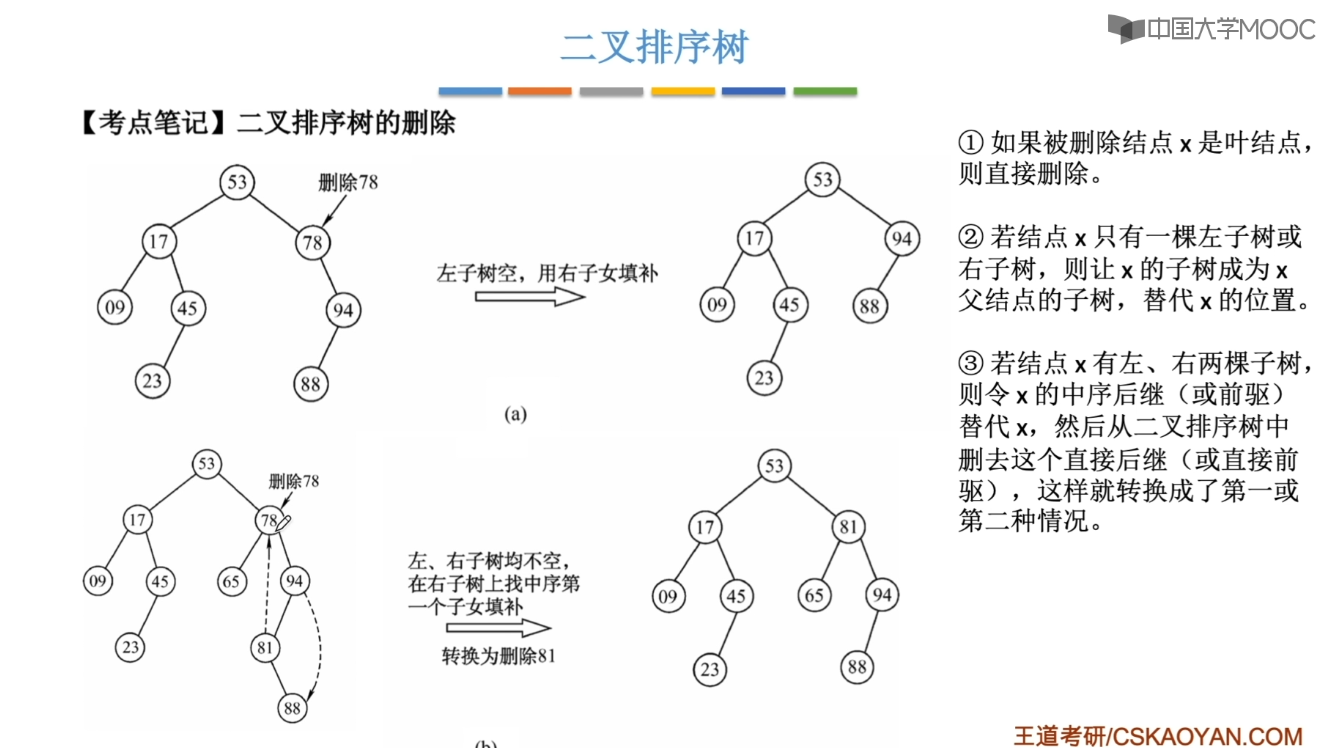 中国大学MOOC
二叉排序树
【考点笔记】二叉排序树的删除
53
删除78
17
78
09
45
94
23
88
左子树空，用右子女填补
53
17
94
09
45
88
23
(a)
53
删除78
17
78
09
45
65
94
23
81
88
左、右子树均不空，
在右子树上找中序第
一个子女填补
转换为删除81
53
17
81
09
45
65
94
23
88
(b)
① 如果被删除结点 x 是叶结点，
则直接删除。
② 若结点 x 只有一棵左子树或
右子树，则让 x 的子树成为 x
父结点的子树，替代 x 的位置。
③ 若结点 x 有左、右两棵子树，
则令 x 的中序后继（或前驱）
替代 x，然后从二叉排序树中
删去这个直接后继（或直接前
驱），这样就转换成了第一或
第二种情况。
王道考研/CSKAOYAN.COM